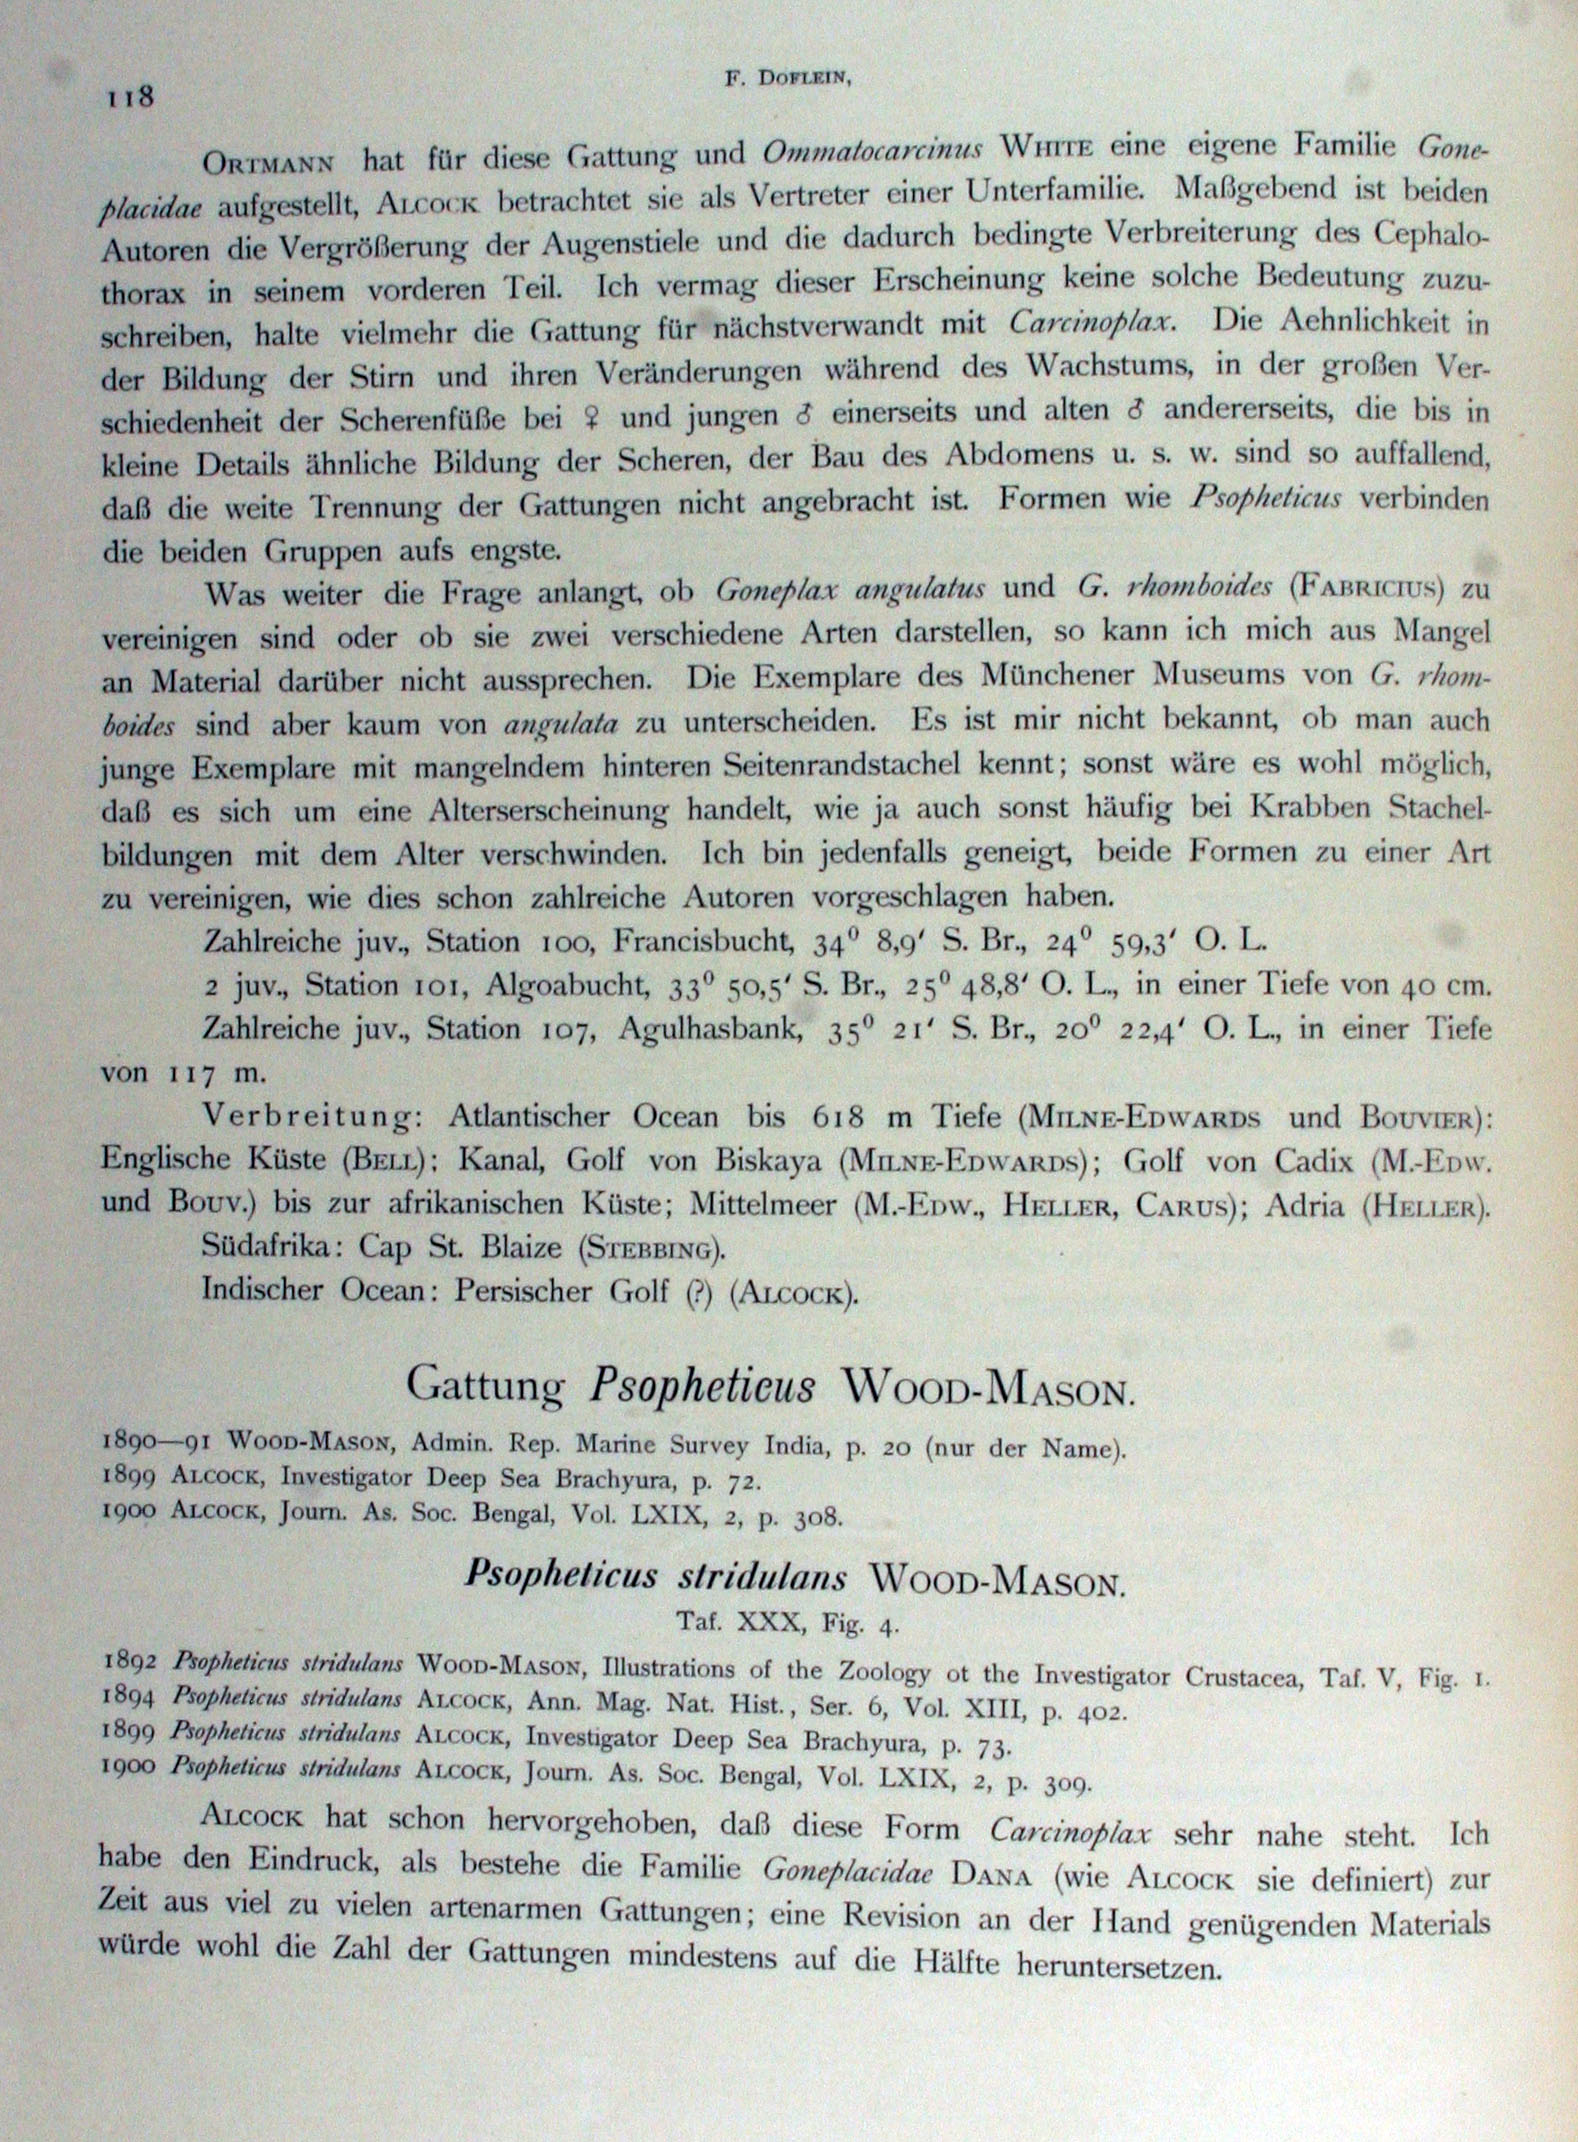 118
F. DOFLEIN,
ORTMANN hat für diese Gattung und Ommatocarcinus WHITE eine eigene Familie Gone-
placidae aufgestellt, ALCOCK betrachtet sie als Vertreter einer Unterfamilie. Maßgebend ist beiden
Autoren die Vergrößerung der Augenstiele und die dadurch bedingte Verbreiterung des Cephalo-
thorax in seinem vorderen Teil. Ich vermag dieser Erscheinung keine solche Bedeutung zuzu-
schreiben, halte vielmehr die Gattung für nächstverwandt mit Carcinoplax. Die Aehnlichkeit in
der Bildung der Stirn und ihren Veränderungen während des Wachstums, in der großen Ver-
schiedenheit der Scherenfüße bei ♀ und jungen ♂ einerseits und alten ♂ andererseits, die bis in
kleine Details ähnliche Bildung der Scheren, der Bau des Abdomens u. s. w. sind so auffallend,
daß die weite Trennung der Gattungen nicht angebracht ist. Formen wie Psopheticus verbinden
die beiden Gruppen aufs engste.
Was weiter die Frage anlangt, ob Goneplax angulatus und G. rhomboides (FABRICIUS) zu
vereinigen sind oder ob sie zwei verschiedene Arten darstellen, so kann ich mich aus Mangel
an Material darüber nicht aussprechen. Die Exemplare des Münchener Museums von G. rhom-
boides sind aber kaum von angulata zu unterscheiden. Es ist mir nicht bekannt, ob man auch
junge Exemplare mit mangelndem hinteren Seitenrandstachel kennt; sonst wäre es wohl möglich,
daß es sich um eine Alterserscheinung handelt, wie ja auch sonst häufig bei Krabben Stachel-
bildungen mit dem Alter verschwinden. Ich bin jedenfalls geneigt, beide Formen zu einer Art
zu vereinigen, wie dies schon zahlreiche Autoren vorgeschlagen haben.
Zahlreiche juv., Station 100, Francisbucht, 34⁰ 8,9′ S. Br., 24⁰ 59,3′ O. L.
2 juv., Station 101, Algoabucht, 33⁰ 50,5′ S. Br., 25⁰ 48,8′ O. L., in einer Tiefe von 40 cm.
Zahlreiche juv., Station 107, Agulhasbank, 35⁰ 21′ S. Br., 20⁰ 22,4′ O. L., in einer Tiefe
von 117 m.
Verbreitung: Atlantischer Ocean bis 618 m Tiefe (MILNE-EDWARDS und BOUVIER):
Englische Küste (BELL); Kanal, Golf von Biskaya (MILNE-EDWARDS); Golf von Cadix (M.-EDW.
und BOUV.) bis zur afrikanischen Küste; Mittelmeer (M.-EDW., HELLER, CARUS); Adria (HELLER).
Südafrika: Cap St. Blaize (STEBBING).
Indischer Ocean: Persischer Golf (?) (ALCOCK).
Gattung Psopheticus WOOD-MASON.
1890—91 WOOD-MASON, Admin. Rep. Marine Survey India, p. 20 (nur der Name).
1899 ALCOCK, Investigator Deep Sea Brachyura, p. 72.
1900 ALCOCK, Journ. As. Soc. Bengal, Vol. LXIX, 2, p. 308.
Psopheticus stridulans WOOD-MASON.
Taf. XXX, Fig. 4.
1892 Psopheticus stridulans WOOD-MASON, Illustrations of the Zoology ot the Investigator Crustacea, Taf. V, Fig. 1.
1894 Psopheticus stridulans ALCOCK, Ann. Mag. Nat. Hist., Ser. 6, Vol. XIII, p. 402.
1899 Psopheticus stridulans ALCOCK, Investigator Deep Sea Brachyura, p. 73.
1900 Psopheticus stridulans ALCOCK, Journ. As. Soc. Bengal, Vol. LXIX, 2, p. 309.
ALCOCK hat schon hervorgehoben, daß diese Form Carcinoplax sehr nahe steht. Ich
habe den Eindruck, als bestehe die Familie Goneplacidae DANA (wie ALCOCK sie definiert) zur
Zeit aus viel zu vielen artenarmen Gattungen; eine Revision an der Hand genügenden Materials
würde wohl die Zahl der Gattungen mindestens auf die Hälfte heruntersetzen.